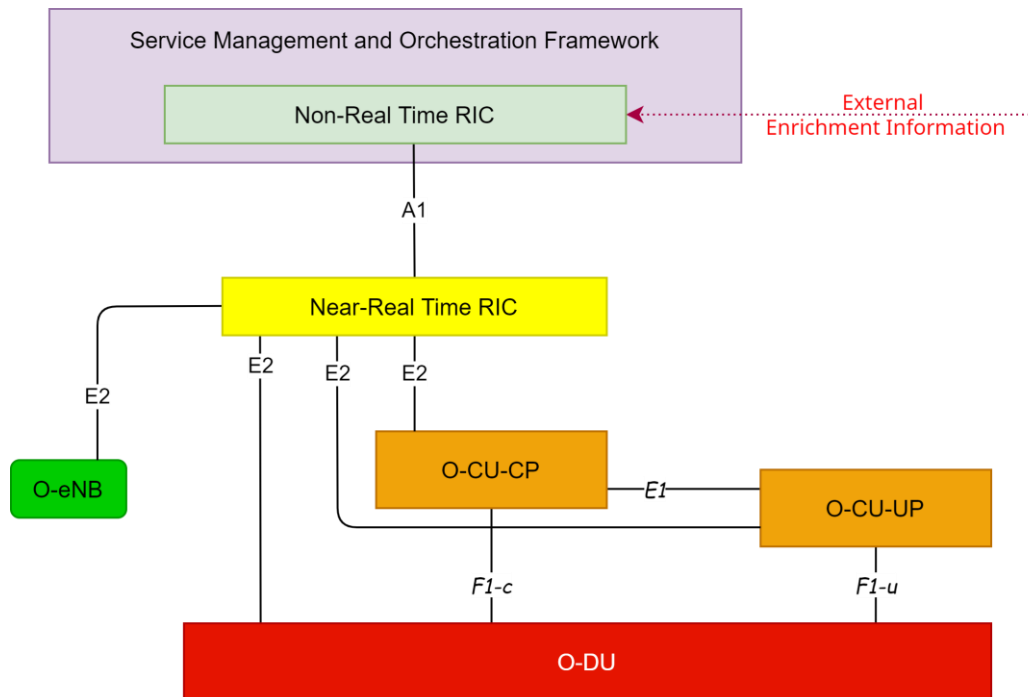 Service Management and Orchestration Framework
Non-Real Time RIC
External
Enrichment Information
A1
Near-Real Time RIC
E2
E2
E2
E2
O-CU-CP
O-eNB
E1
O-CU-UP
F1-c
F1-u
O-DU